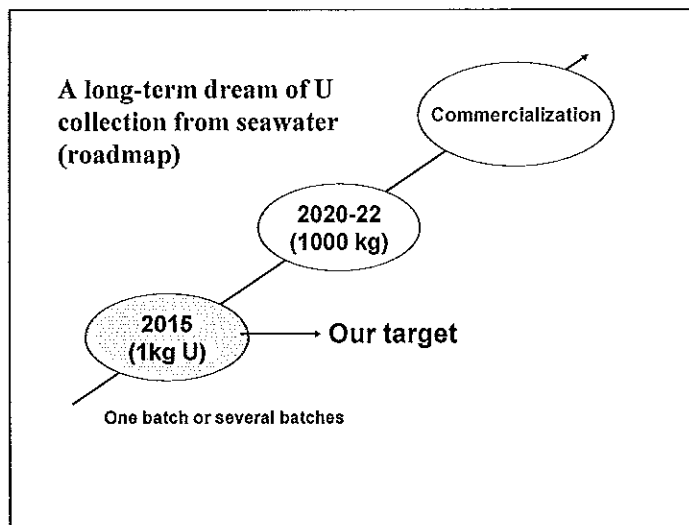 A long-term dream of U
collection from seawater
(roadmap)
Commercialization
2020-22
(1000 kg)
2015
(1kg U)
Our target
One batch or several batches